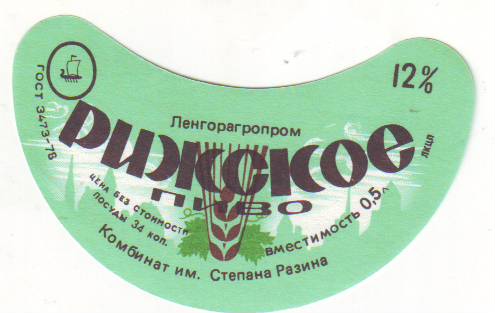 ГОСТ 3473-78
12%
Ленгорагропром
РИЖСКОЕ
ПИВО
ЛКЦП
ЦЕНА БЕЗ СТОИМОСТИ
ПОСУДЫ 34 КОП.
ВМЕСТИМОСТЬ 0,5Л
Комбинат им. Степана Разина